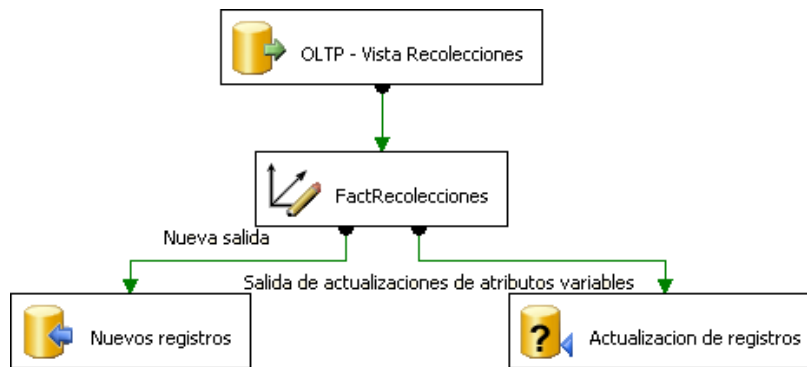 OLTP - Vista Recolecciones
FactRecolecciones
Nueva salida
Salida de actualizaciones de atributos variables
Nuevos registros
?
Actualizacion de registros